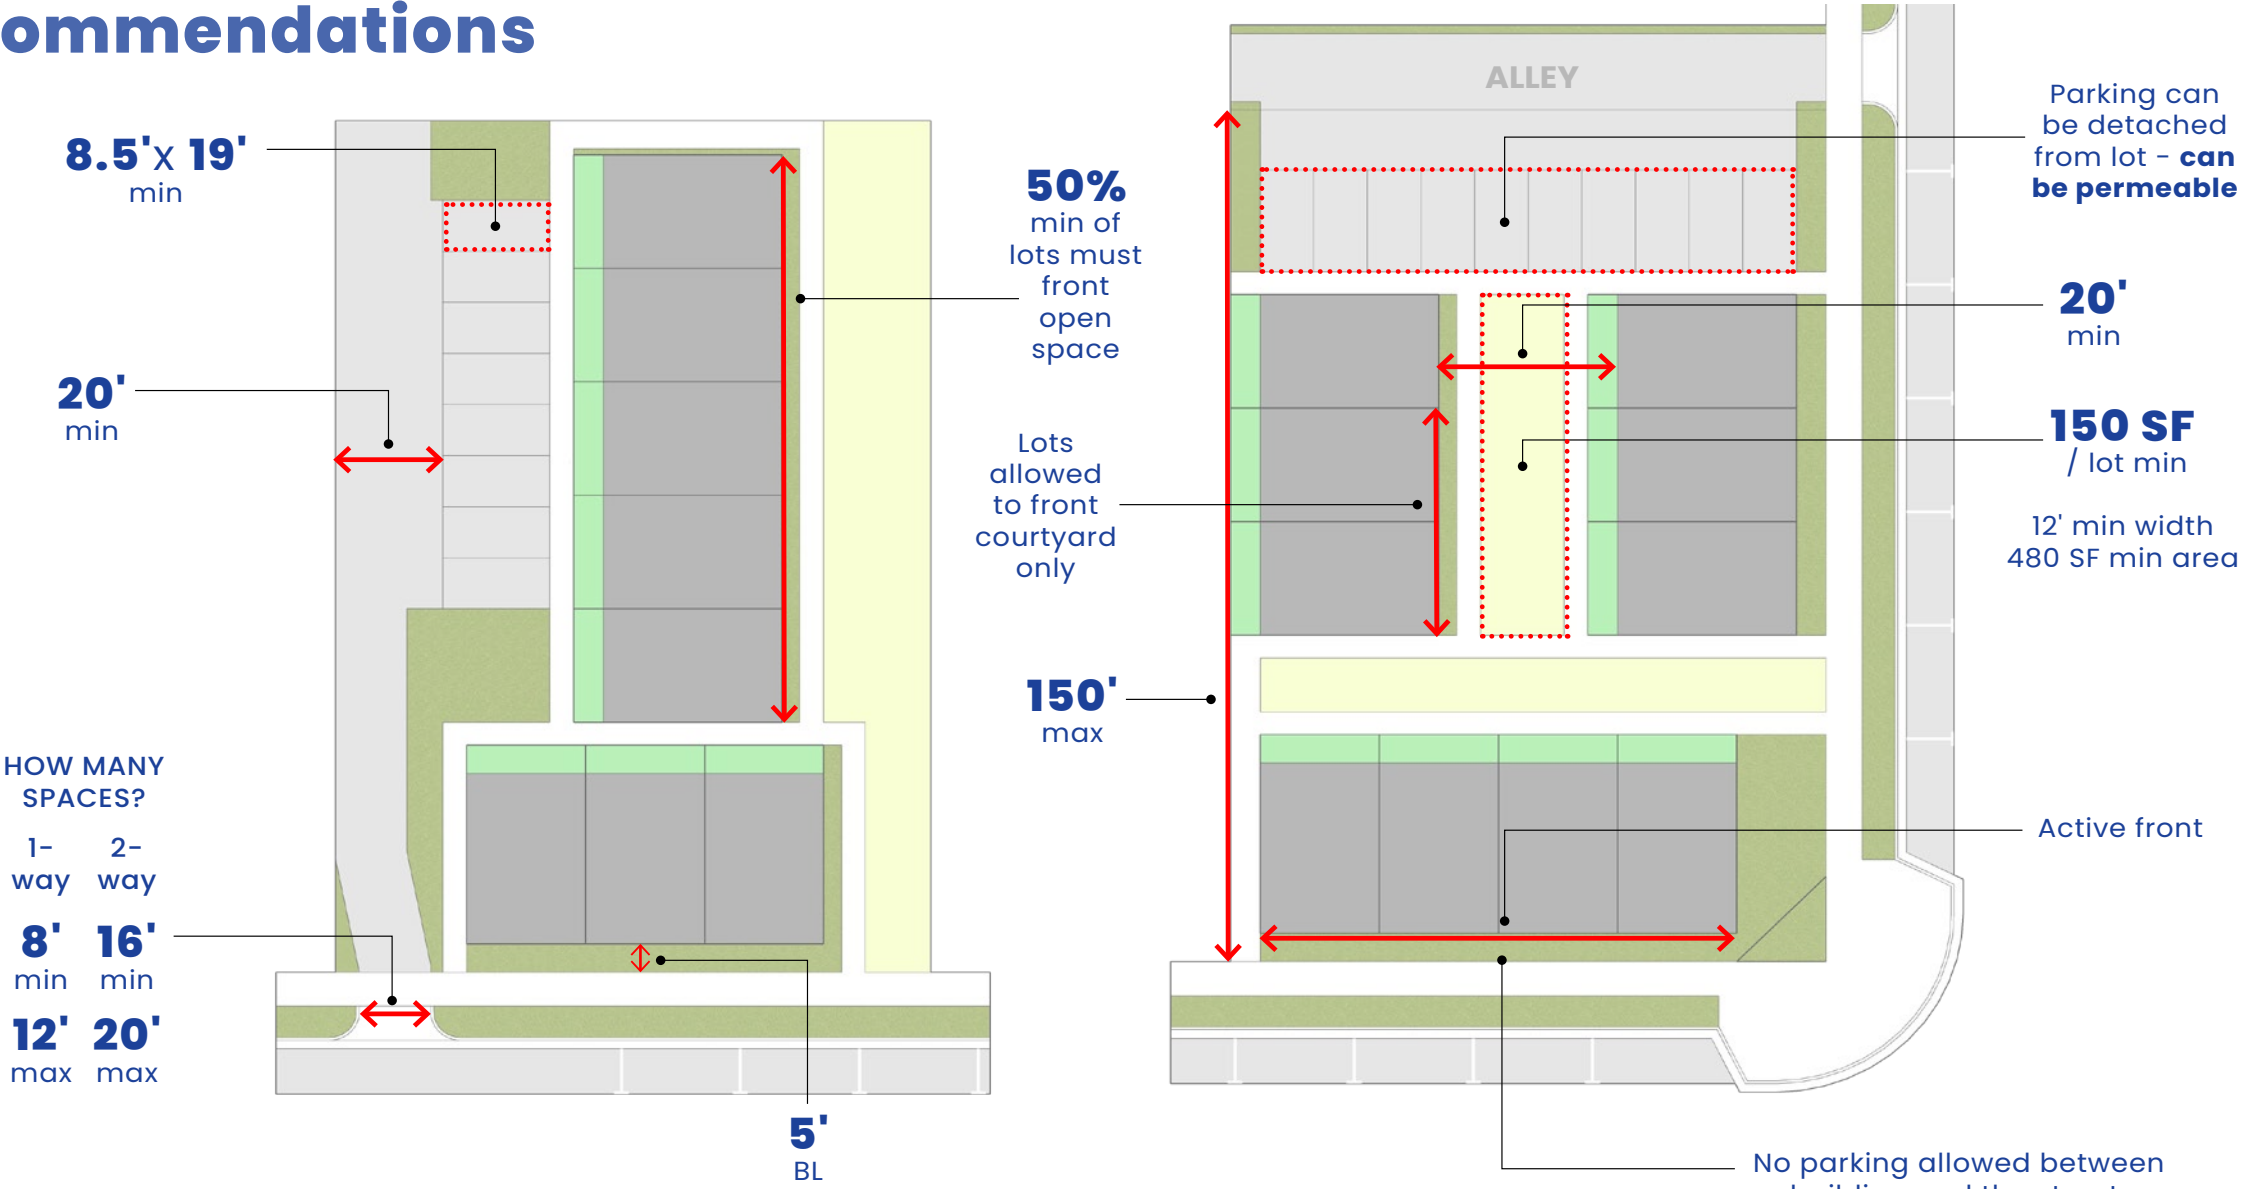 ommendations
8.5'x 19'
min
20'
min
HOW MANY
SPACES?
1-
way
2-
way
8'
min
16'
min
12'
max
20'
max
5'
BL
50%
min of
lots must
front
open
space
Lots
allowed
to front
courtyard
only
150'
max
ALLEY
Parking can
be detached
from lot - can
be permeable
20'
min
150 SF
/ lot min
12' min width
480 SF min area
Active front
No parking allowed between